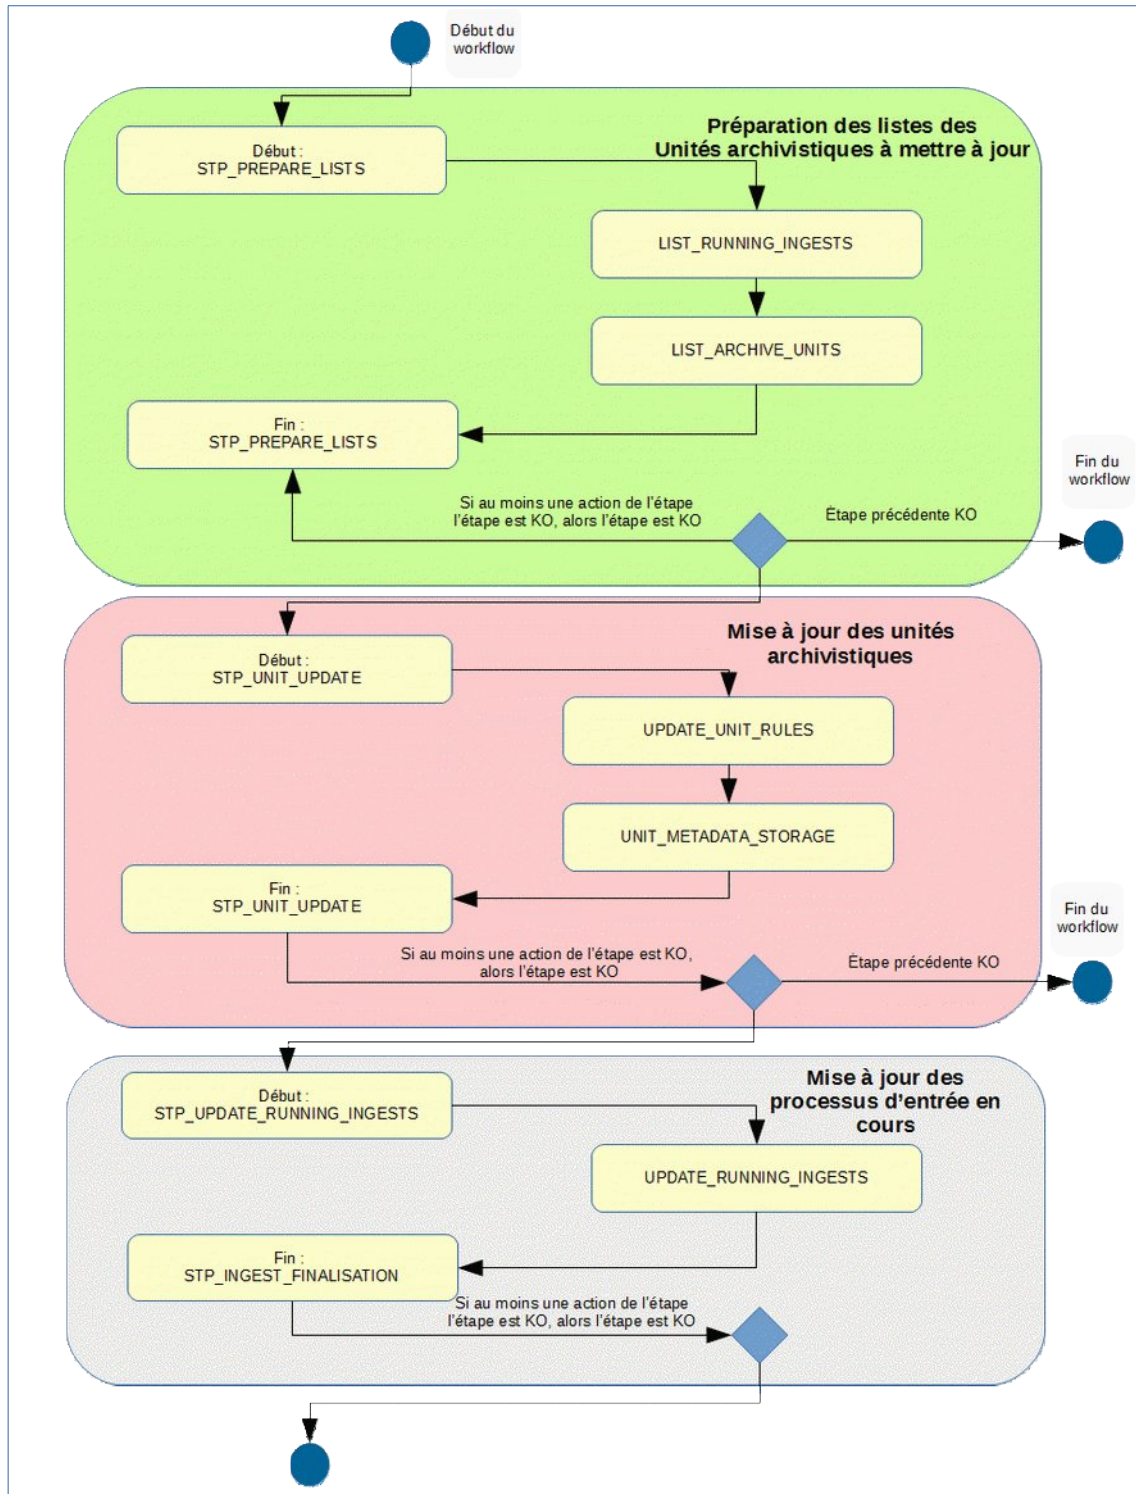 Début du
workflow
Préparation des listes des
Unités archivistiques à mettre à jour
Début :
STP_PREPARE_LISTS
LIST_RUNNING_INGESTS
LIST_ARCHIVE_UNITS
Fin :
STP_PREPARE_LISTS
Fin du
workflow
Si au moins une action de l'étape
l'étape est KO, alors l'étape est KO
Étape précédente KO
Mise à jour des unités
archivistiques
Début :
STP_UNIT_UPDATE
UPDATE_UNIT_RULES
UNIT_METADATA_STORAGE
Fin :
STP_UNIT_UPDATE
Fin du
workflow
Si au moins une action de l'étape est KO,
alors l'étape est KO
Étape précédente KO
Mise à jour des
processus d'entrée en
cours
Début :
STP_UPDATE_RUNNING_INGESTS
UPDATE_RUNNING_INGESTS
Fin :
STP_INGEST_FINALISATION
Si au moins une action de l'étape
l'étape est KO, alors l'étape est KO